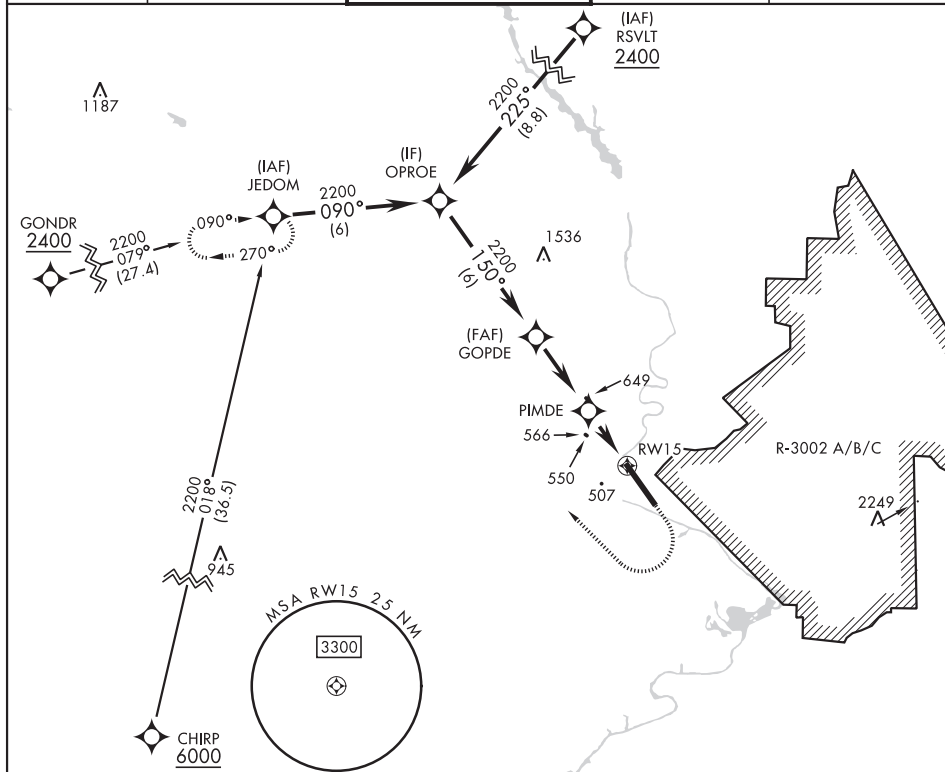 (IAF)
RSVLT
2400
1187
2200
225°
(8.8)
(IF)
OPROE
(IAF)
JEDOM
2200
090°
(6)
GONDR
2400
2200
079°
(27.4)
090°
270°
2200
150°
(6)
1536
(FAF)
GOPDE
649
PIMDE
566
550
RW15
507
R-3002 A/B/C
2249
2200
018°
(36.5)
945
MSA RW15 25 NM
3300
CHIRP
6000